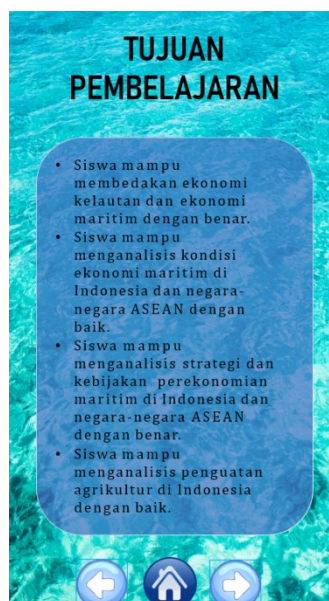 TUJUAN
PEMBELAJARAN
• Siswa mampu
membedakan ekonomi
kelautan dan ekonomi
maritim dengan benar.
• Siswa mampu
menganalisis kondisi
ekonomi maritim di
Indonesia dan negara-
negara ASEAN dengan
baik.
• Siswa mampu
menganalisis strategi dan
kebijakan perekonomian
maritim di Indonesia dan
negara-negara ASEAN
dengan benar.
• Siswa mampu
menganalisis penguatan
agrikultur di Indonesia
dengan baik.